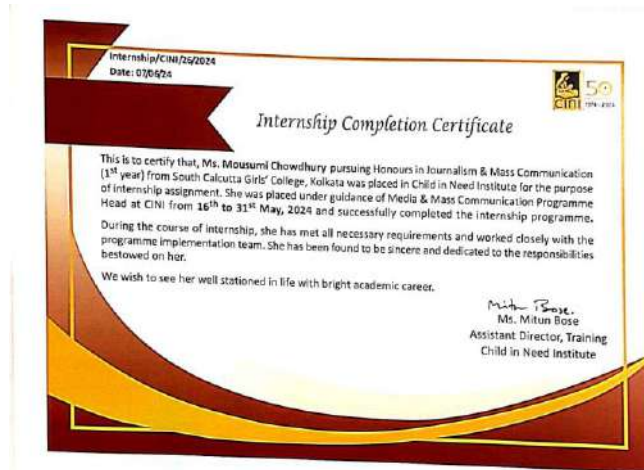 Internship/CINI/26/2024
Date: 07/06/24
CINI
50
1974-2024
Internship Completion Certificate
This is to certify that, Ms. Mousumi Chowdhury pursuing Honours in Journalism & Mass Communication
(1st year) from South Calcutta Girls' College, Kolkata was placed in Child in Need Institute for the purpose
of internship assignment. She was placed under guidance of Media & Mass Communication Programme
Head at CINI from 16th to 31st May, 2024 and successfully completed the internship programme.
During the course of internship, she has met all necessary requirements and worked closely with the
programme implementation team. She has been found to be sincere and dedicated to the responsibilities
bestowed on her.
We wish to see her well stationed in life with bright academic career.
Mitun Bose.
Ms. Mitun Bose
Assistant Director, Training
Child in Need Institute